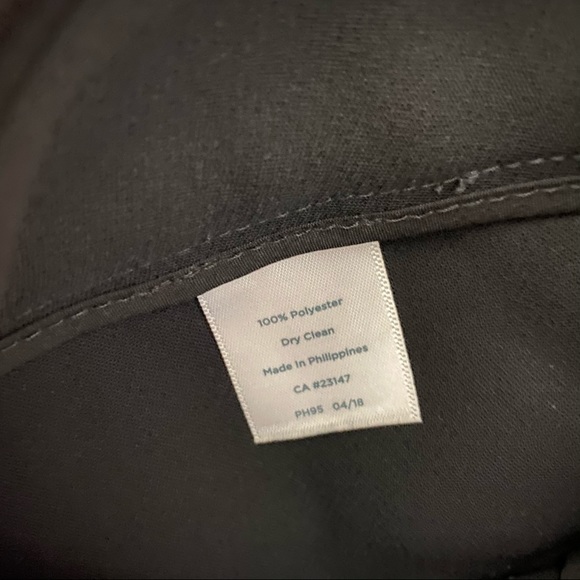 100% Polyester
Dry Clean
Made In Philippines
CA #23147
PH95 04/18